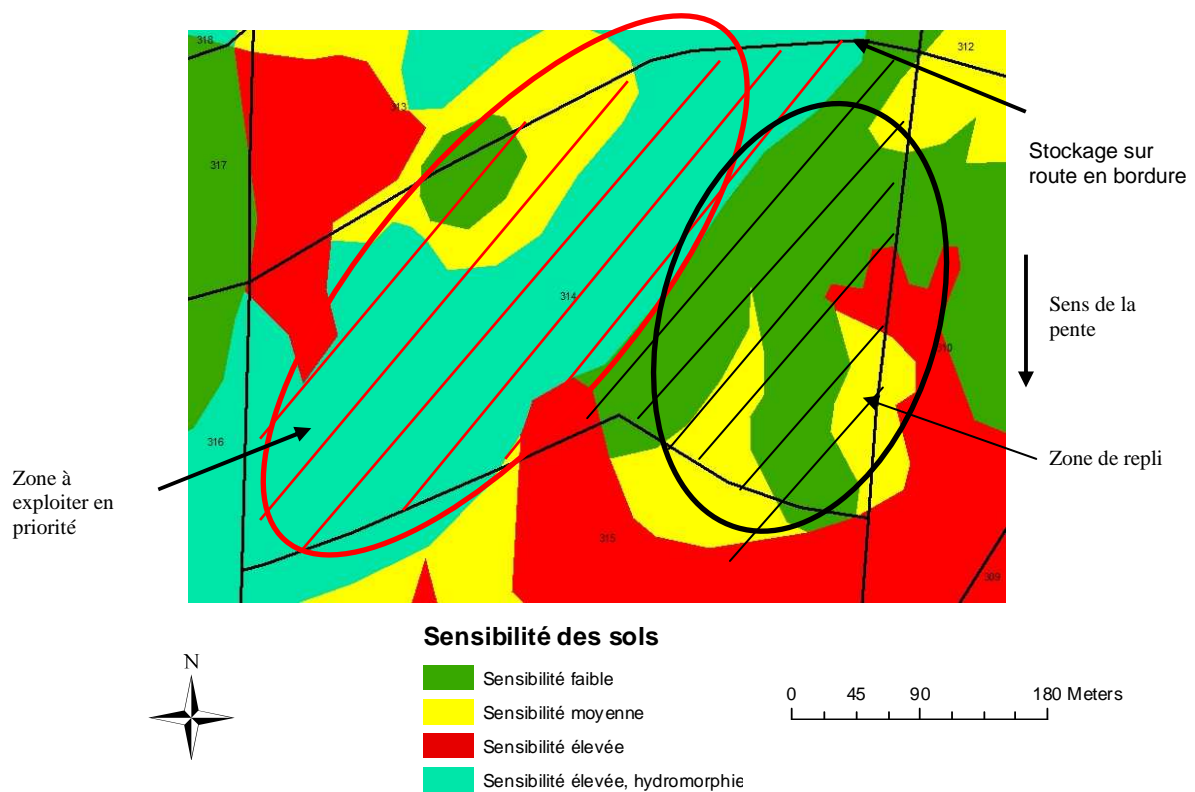 318
312
313
317
Stockage sur
route en bordure
314
Sens de la
pente
310
316
Zone de repli
Zone à
exploiter en
priorité
315
309
Sensibilité des sols
N
Sensibilité faible
0 45 90 180 Meters
Sensibilité moyenne
Sensibilité élevée
Sensibilité élevée, hydromorphie